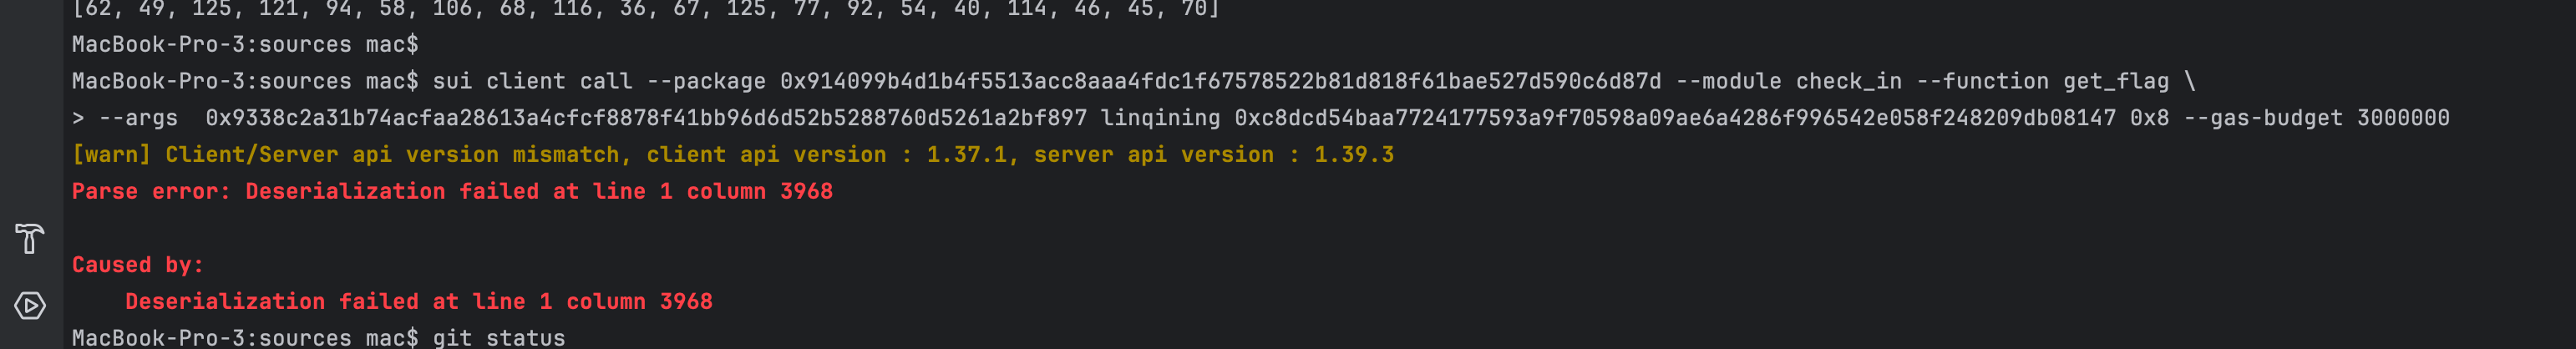 [62, 49, 125, 121, 94, 58, 106, 68, 116, 36, 67, 125, 77, 92, 54, 40, 114, 46, 45, 70]
MacBook-Pro-3:sources mac$
MacBook-Pro-3:sources mac$ sui client call --package 0x914099b4d1b4f5513acc8aaa4fdc1f67578522b81d818f61bae527d590c6d87d --module check_in --function get_flag \
> --args  0x9338c2a31b74acfaa28613a4cfcf8878f41bb96d6d52b5288760d5261a2bf897 linqining 0xc8dcd54baa7724177593a9f70598a09ae6a4286f996542e058f248209db08147 0x8 --gas-budget 3000000
[warn] Client/Server api version mismatch, client api version : 1.37.1, server api version : 1.39.3
Parse error: Deserialization failed at line 1 column 3968
Caused by:
    Deserialization failed at line 1 column 3968
MacBook-Pro-3:sources mac$ git status